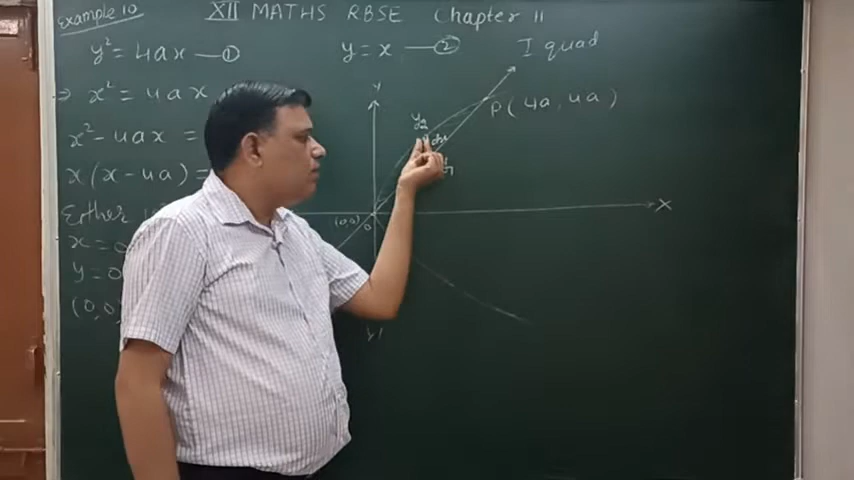 Example 10
XII MATHS RBSE Chapter 11
y² = 4ax —①
y = x —②
I quad
⇒ x² = 4ax
x² - 4ax =
x(x - 4a) =
Either
x = 0
y = 0
(0,0)
Y
P(4a, 4a)
(0,0)
O
X
Y'